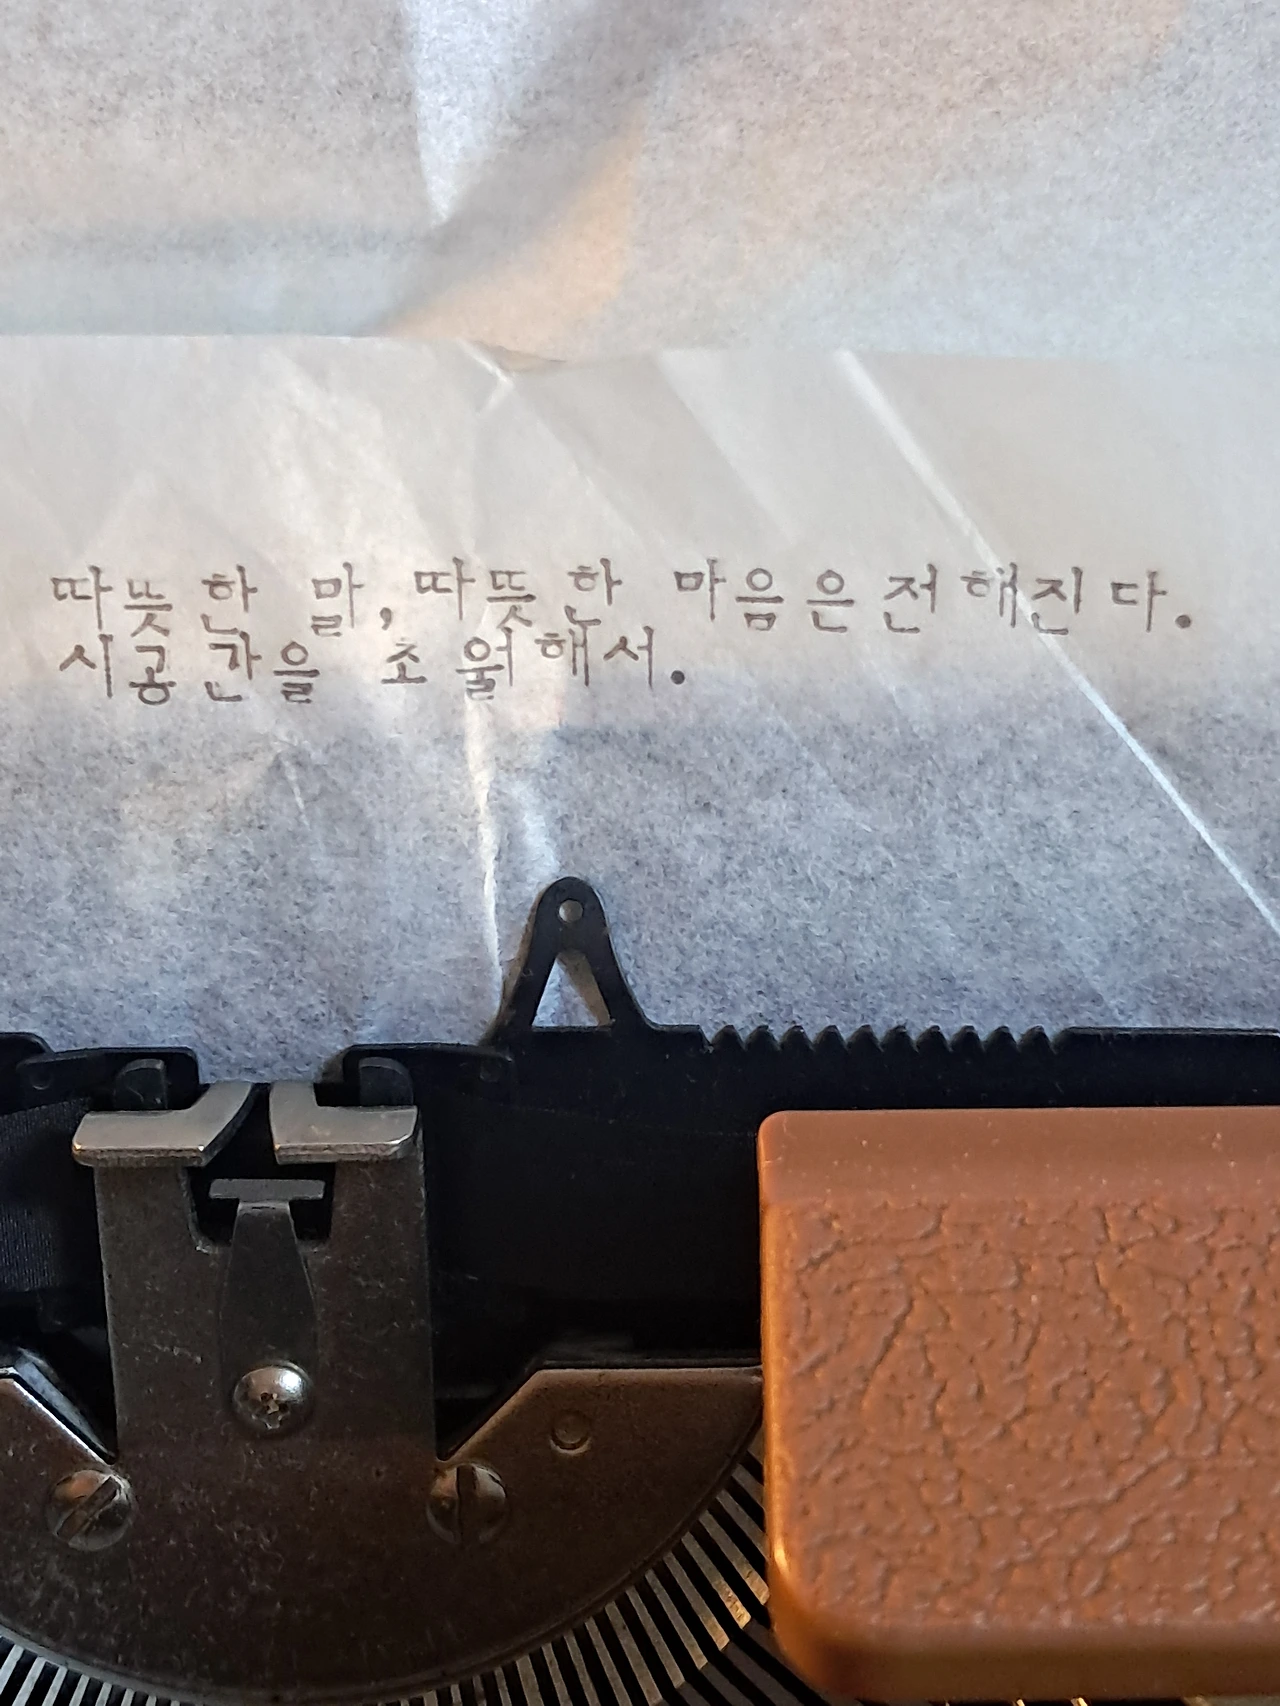 따뜻한 말, 따뜻한 마음은 전해진다.
시공간을 초월해서.